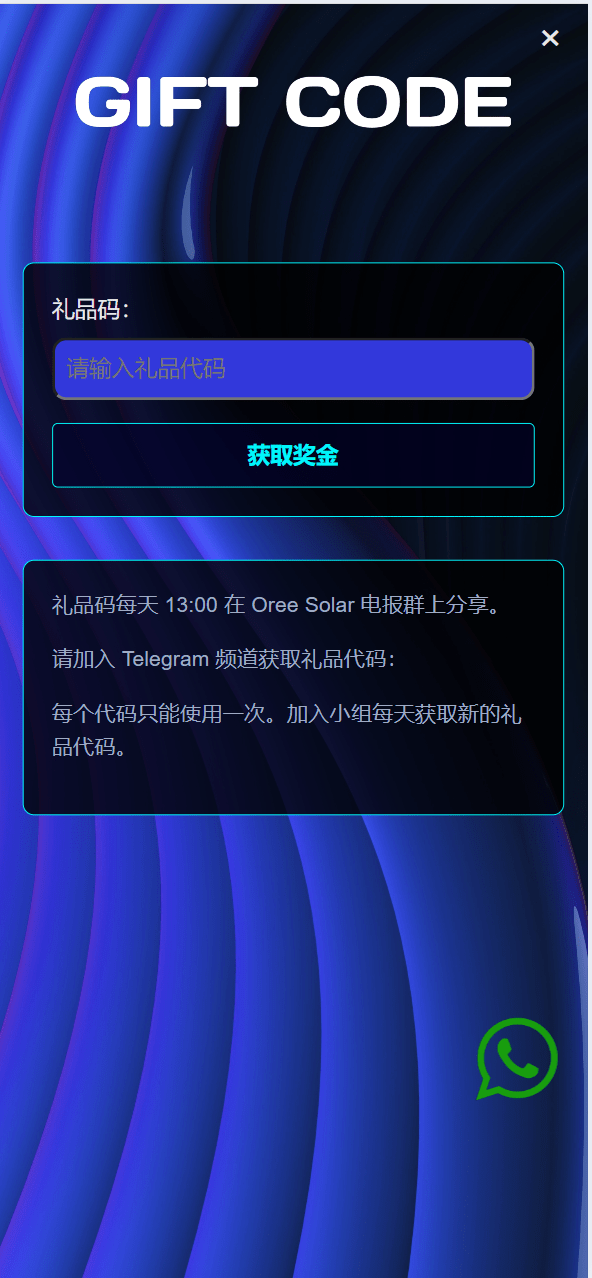 GIFT CODE
礼品码：
请输入礼品代码
获取奖金
礼品码每天 13:00 在 Oree Solar 电报群上分享。
请加入 Telegram 频道获取礼品代码：
每个代码只能使用一次。加入小组每天获取新的礼
品代码。